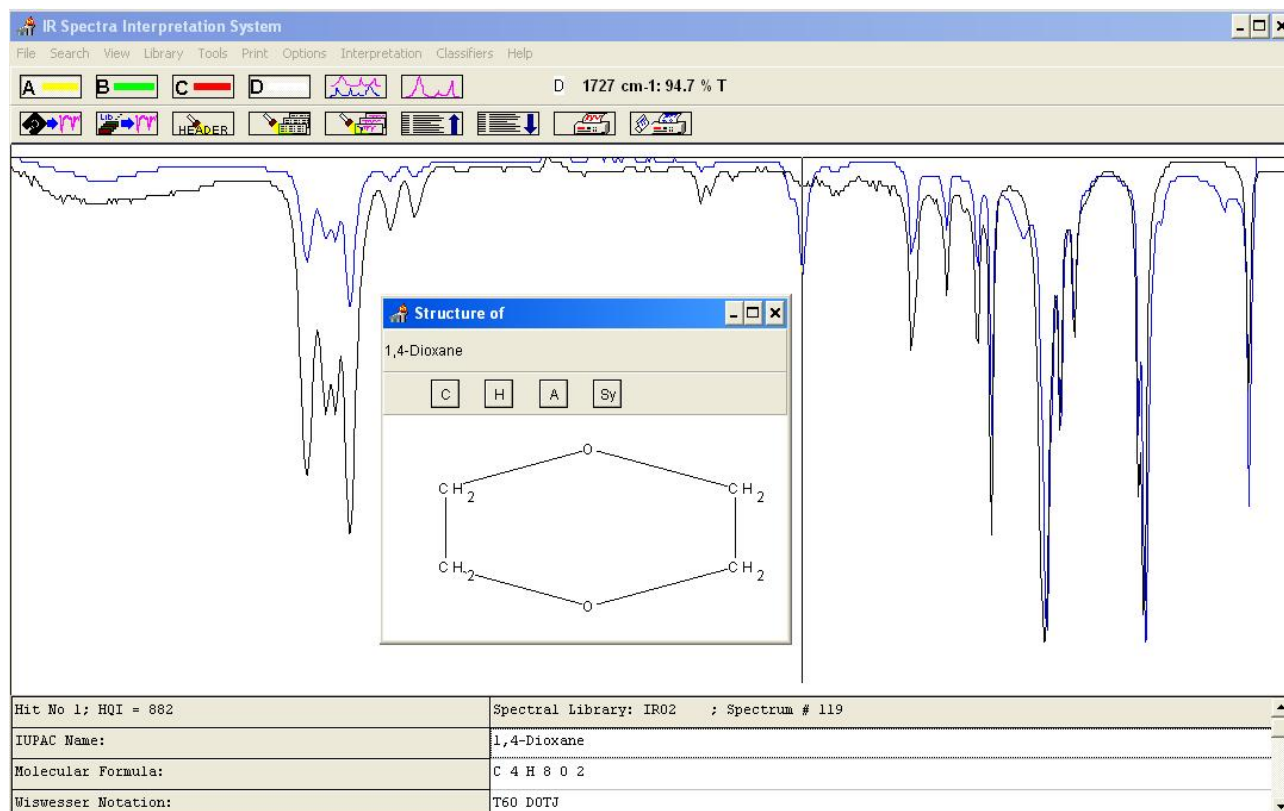 IR Spectra Interpretation System
File Search View Library Tools Print Options Interpretation Classifiers Help
A B C D D 1727 cm-1: 94.7 % T
Lib HEADER
Structure of
1,4-Dioxane
C H A Sy
O
CH2 CH2
CH2 CH2
O
Hit No 1; HQI = 882 Spectral Library: IR02 ; Spectrum # 119
IUPAC Name: 1,4-Dioxane
Molecular Formula: C 4 H 8 O 2
Wiswesser Notation: T60 DOTJ